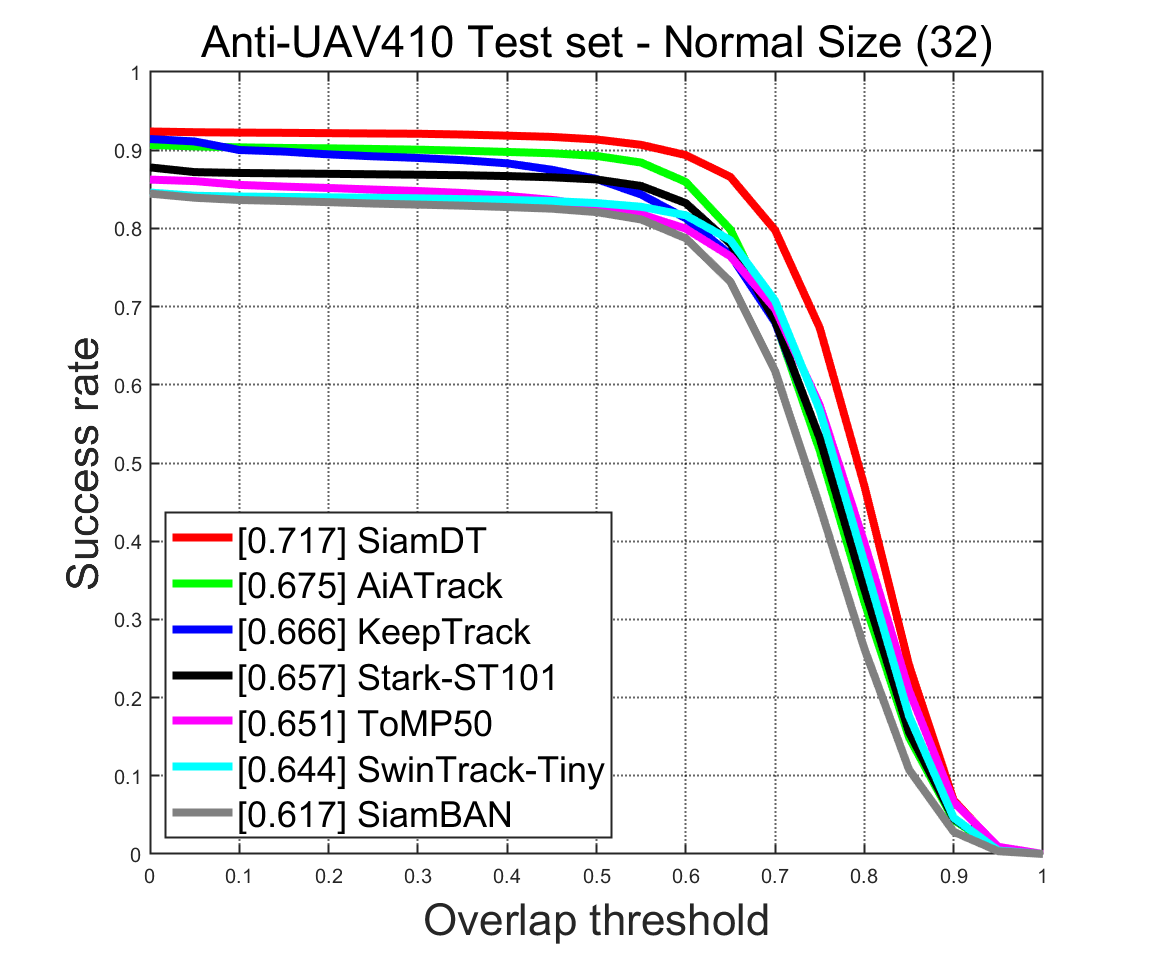 Anti-UAV410 Test set - Normal Size (32)
1
0.9
0.8
0.7
0.6
0.5
0.4
0.3
0.2
0.1
0
Success rate
[0.717] SiamDT
[0.675] AiATrack
[0.666] KeepTrack
[0.657] Stark-ST101
[0.651] ToMP50
[0.644] SwinTrack-Tiny
[0.617] SiamBAN
0 0.1 0.2 0.3 0.4 0.5 0.6 0.7 0.8 0.9 1
Overlap threshold